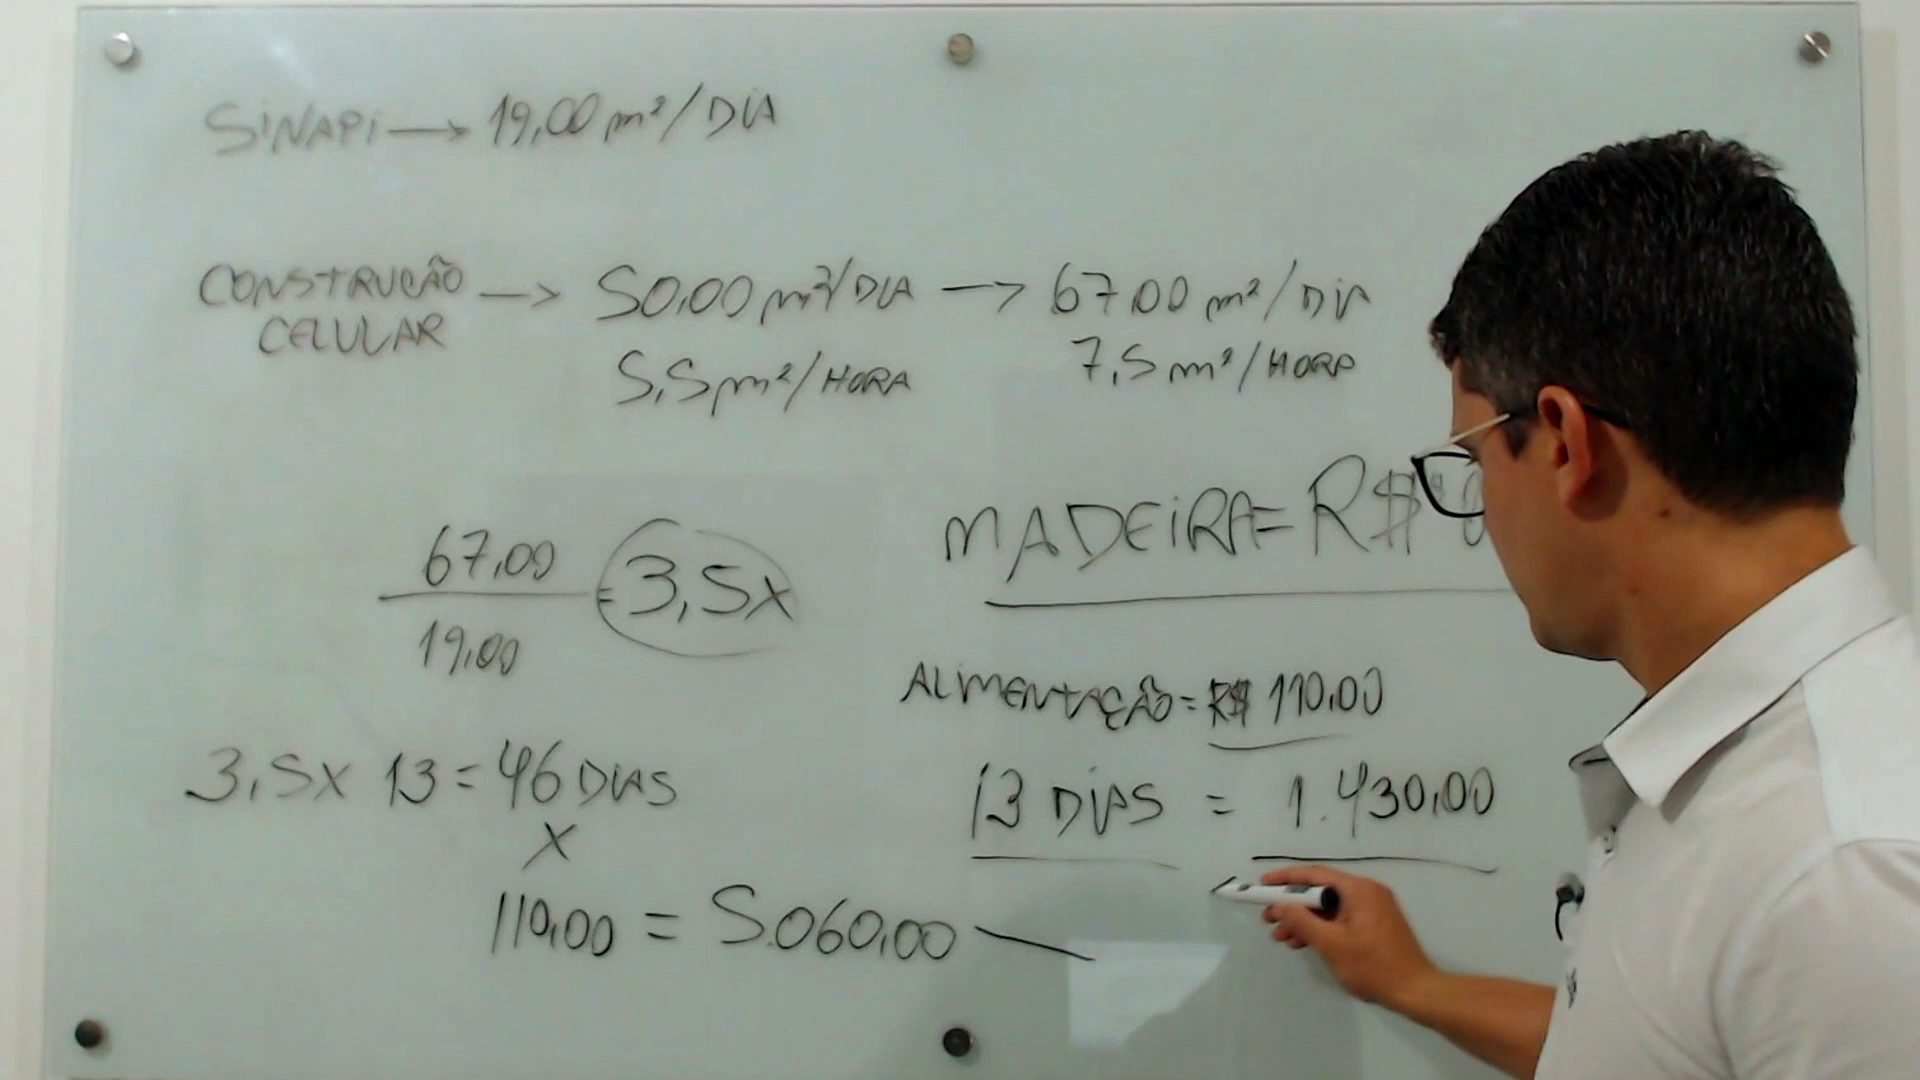 SINAPI → 19,00 m²/DIA
CONSTRUÇÃO CELULAR → 50,00 m²/DIA → 67,00 m²/DIA
5,5 m²/HORA
7,5 m²/HORA
67,00
19,00
= 3,5x
MADEIRA = R$
ALIMENTAÇÃO = R$ 110,00
3,5x 13 = 46 DIAS
13 DIAS = 1.430,00
X
110,00 = 5.060,00